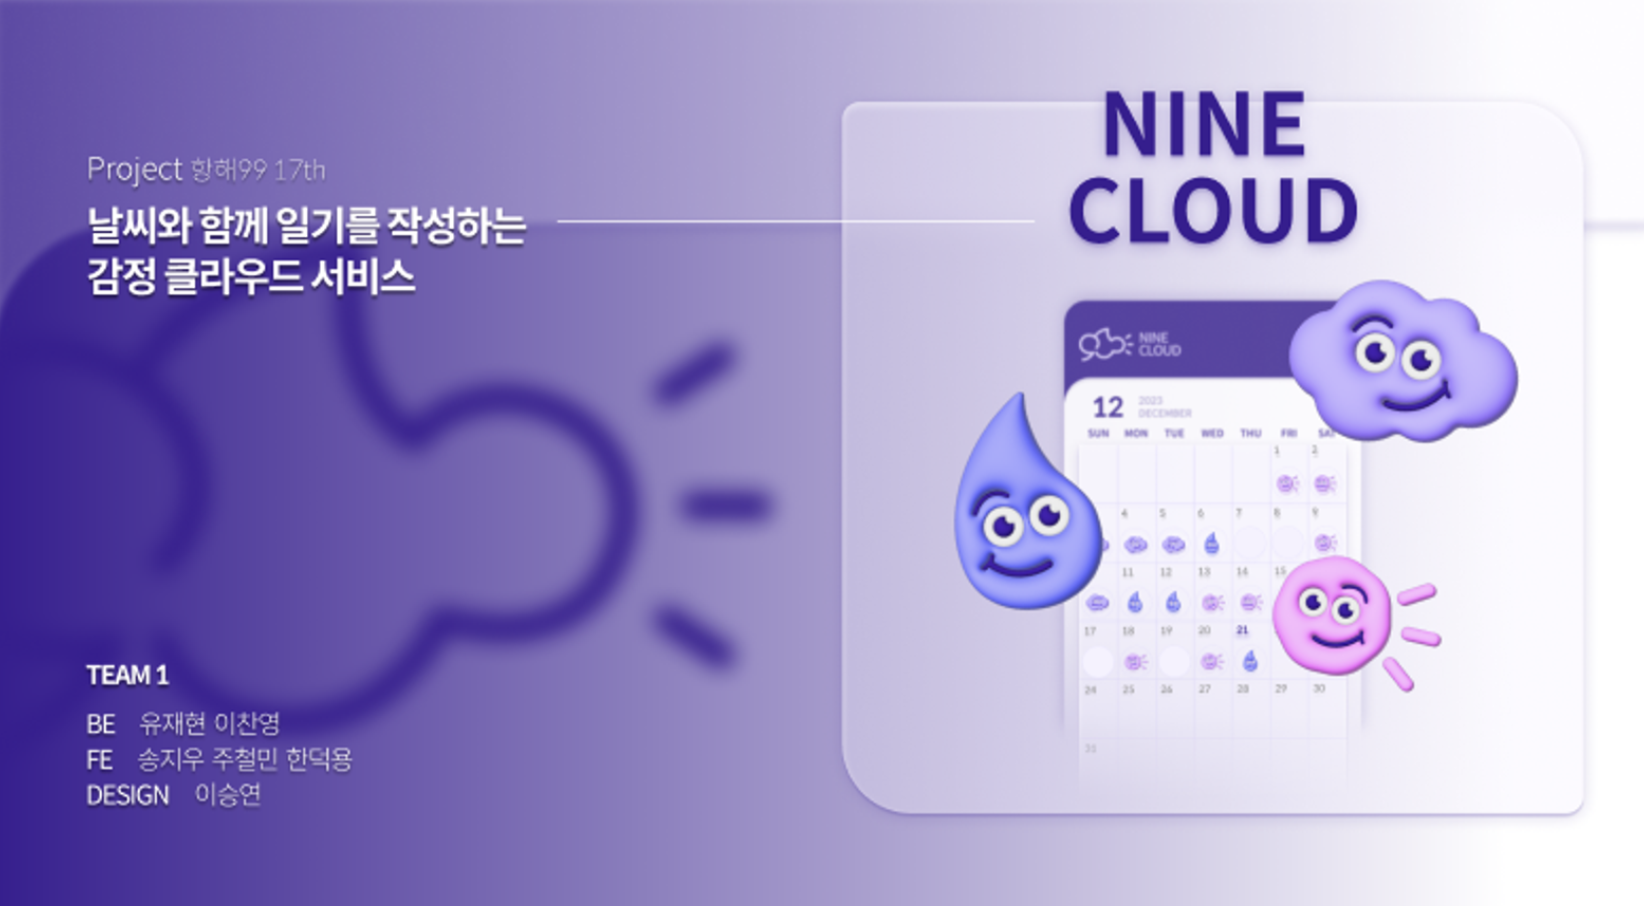 Project 항해99 17th
날씨와 함께 일기를 작성하는
감정 클라우드 서비스
TEAM 1
BE 유재현 이찬영
FE 송지우 주철민 한덕용
DESIGN 이승연
NINE
CLOUD
NINE
CLOUD
12 2023
DECEMBER
SUN MON TUE WED THU FRI SAT
1 2
4 5 6 7 8 9
11 12 13 14 15
17 18 19 20 21
24 25 26 27 28 29 30
31